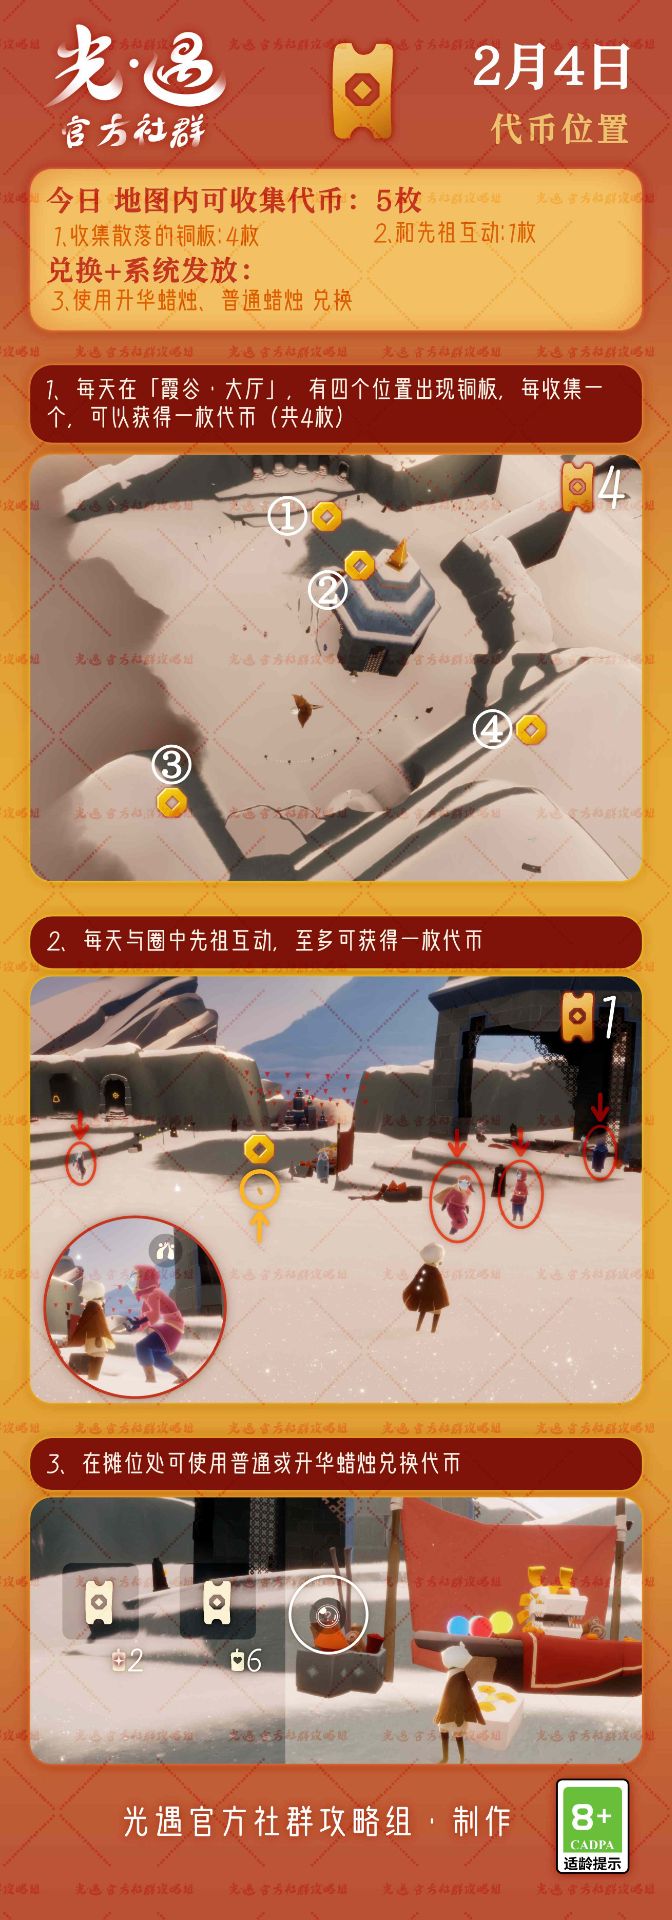 光·遇
官方社群
2月4日
代币位置
今日 地图内可收集代币：5枚
1.收集散落的铜板:4枚
2.和先祖互动:1枚
兑换+系统发放：
3.使用升华蜡烛、普通蜡烛 兑换
1、每天在「霞谷·大厅」，有四个位置出现铜板，每收集一
个，可以获得一枚代币（共4枚）
4
①
②
③
④
2、每天与圈中先祖互动，至多可获得一枚代币
1
3、在摊位处可使用普通或升华蜡烛兑换代币
2
6
光遇官方社群攻略组·制作
8+
CADPA
适龄提示